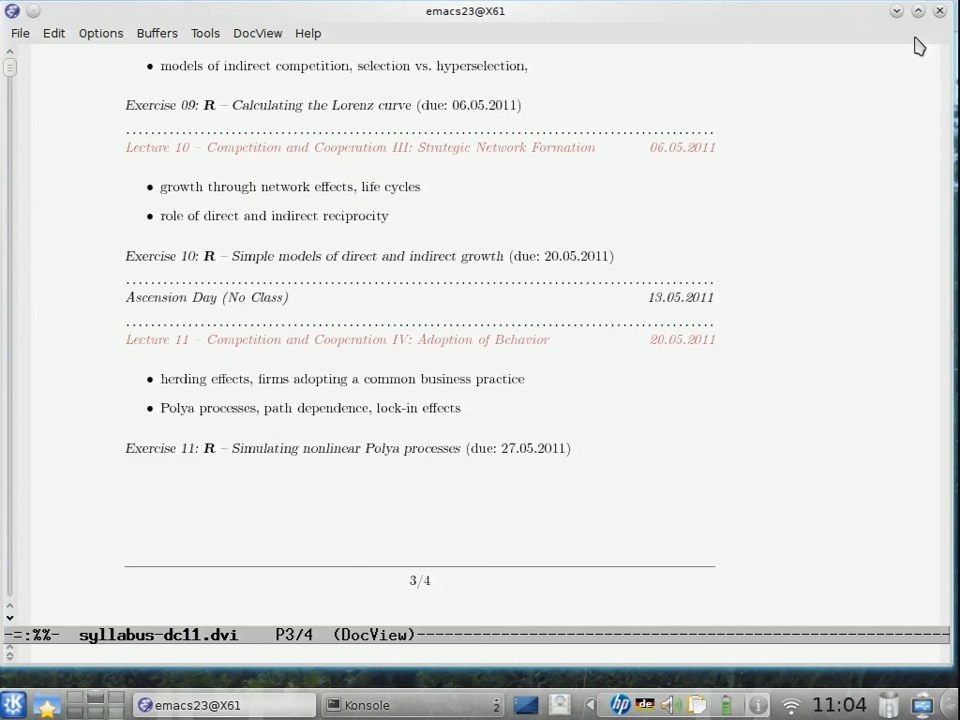 emacs23@X61
File Edit Options Buffers Tools DocView Help
• models of indirect competition, selection vs. hyperselection,
Exercise 09: R – Calculating the Lorenz curve (due: 06.05.2011)
Lecture 10 – Competition and Cooperation III: Strategic Network Formation 06.05.2011
• growth through network effects, life cycles
• role of direct and indirect reciprocity
Exercise 10: R – Simple models of direct and indirect growth (due: 20.05.2011)
Ascension Day (No Class) 13.05.2011
Lecture 11 – Competition and Cooperation IV: Adoption of Behavior 20.05.2011
• herding effects, firms adopting a common business practice
• Polya processes, path dependence, lock-in effects
Exercise 11: R – Simulating nonlinear Polya processes (due: 27.05.2011)
3/4
-=:%%- syllabus-dc11.dvi P3/4 (DocView)----------------------------------------------------------------
emacs23@X61 Konsole 2 hp de 11:04